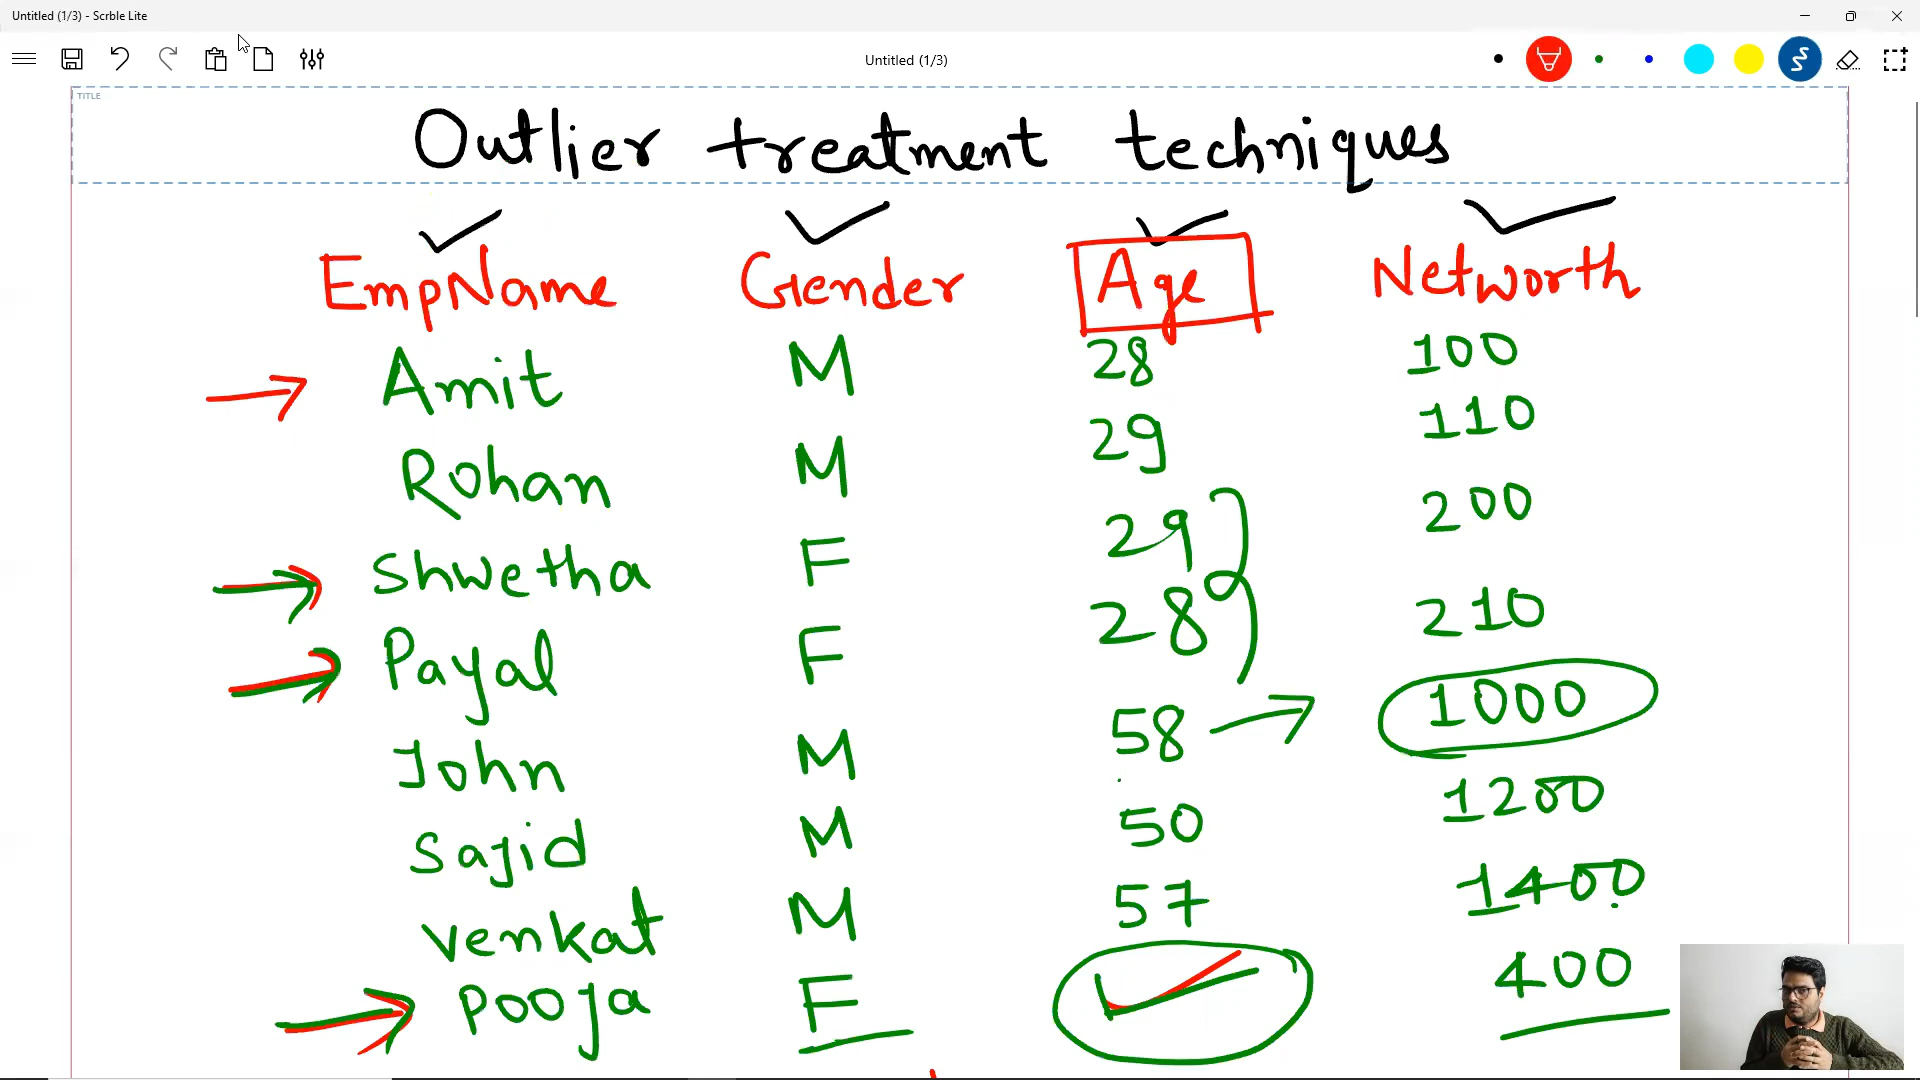 Untitled (1/3) - Scrble Lite
Untitled (1/3)
TITLE
Outlier treatment techniques
EmpName Gender Age Networth
Amit M 28 100
Rohan M 29 110
Shwetha F 29 200
Payal F 28 210
John M 58 1000
Sajid M 50 1200
Venkat M 57 1400
Pooja F 400